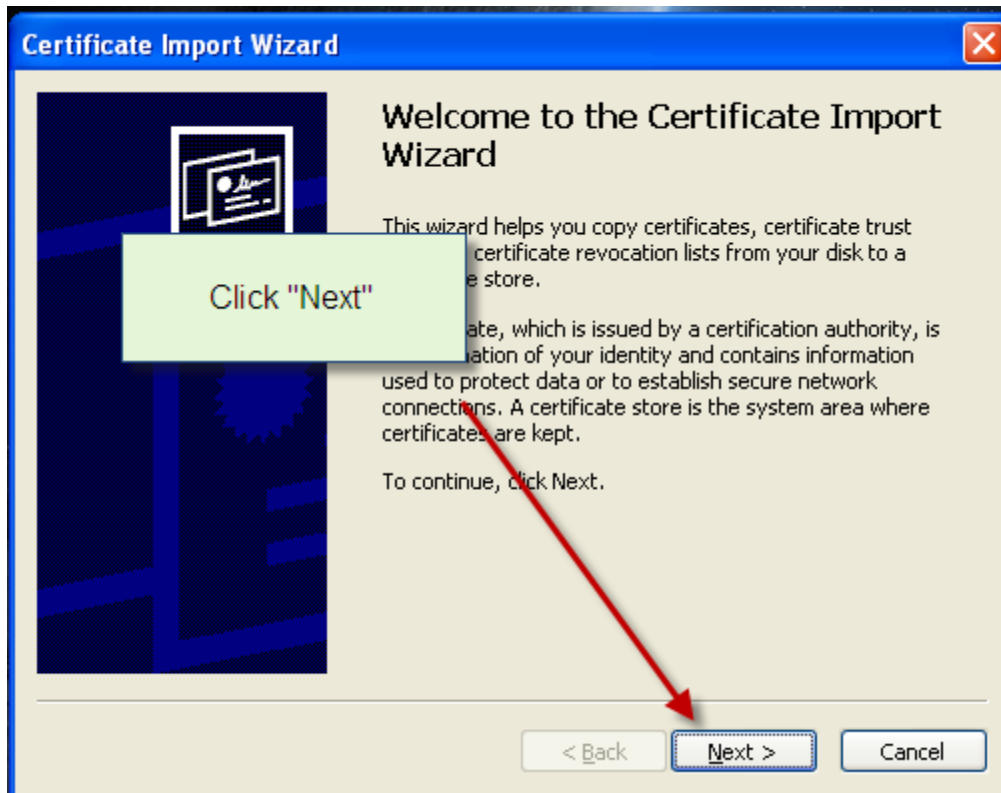 Certificate Import Wizard
Welcome to the Certificate Import
Wizard
This wizard helps you copy certificates, certificate trust
certificate revocation lists from your disk to a
store.
Click "Next"
which is issued by a certification authority, is
of your identity and contains information
used to protect data or to establish secure network
connections. A certificate store is the system area where
certificates are kept.
To continue, click Next.
< Back
Next >
Cancel